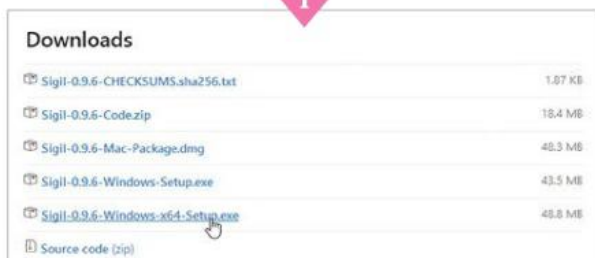 1
Downloads
Sigil-0.9.6-CHECKSUMS.sha256.txt 1.87 KB
Sigil-0.9.6-Code.zip 18.4 MB
Sigil-0.9.6-Mac-Package.dmg 48.3 MB
Sigil-0.9.6-Windows-Setup.exe 43.5 MB
Sigil-0.9.6-Windows-x64-Setup.exe 48.8 MB
Source code (zip)